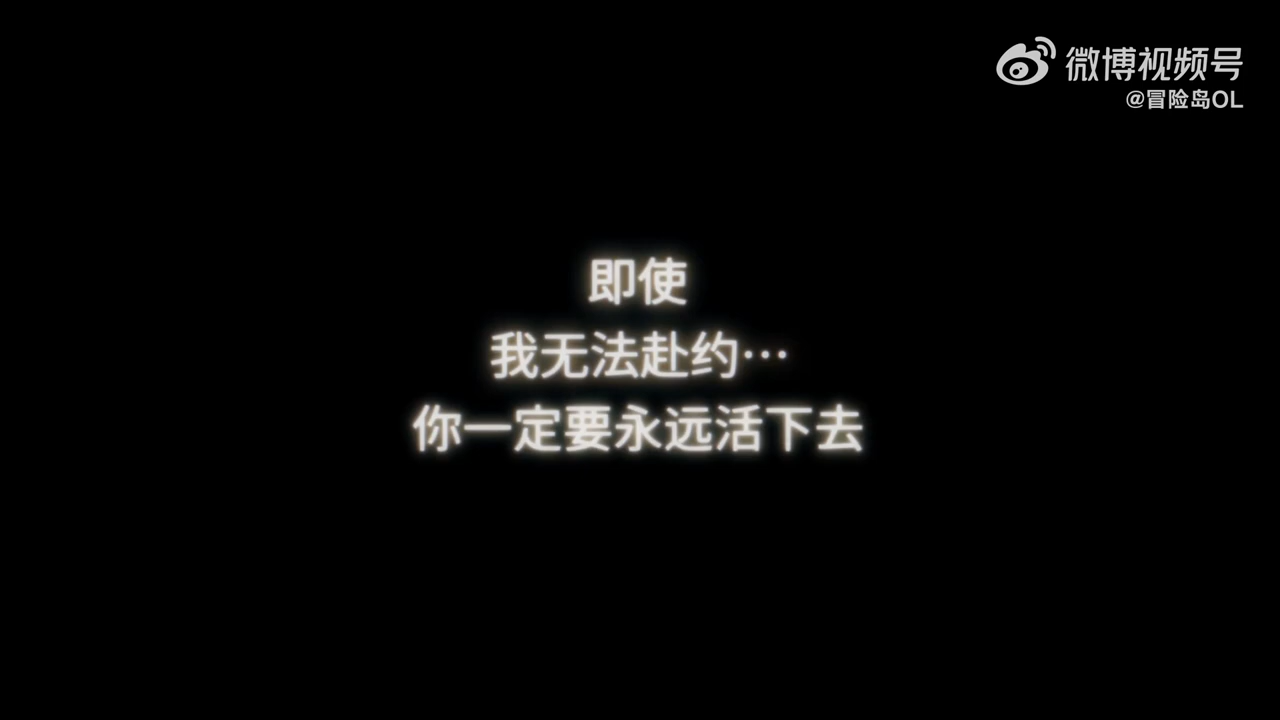 微博视频号
@冒险岛OL
即使
我无法赴约…
你一定要永远活下去